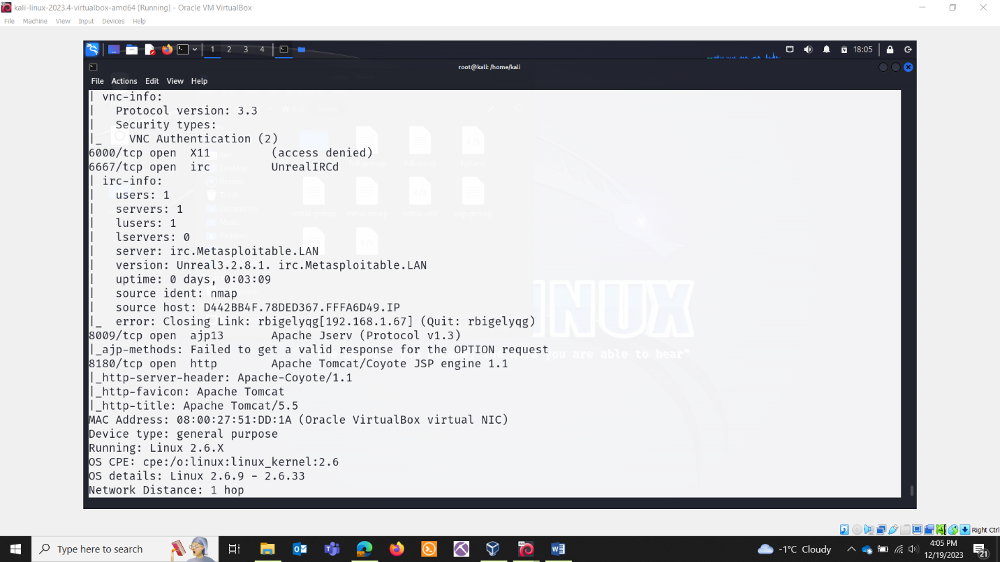 kali-linux-2023.4-virtualbox-amd64 [Running] - Oracle VM VirtualBox
File Machine View Input Devices Help
1 2 3 4
18:05
root@kali: /home/kali
File Actions Edit View Help
| vnc-info:
|   Protocol version: 3.3
|   Security types:
|_    VNC Authentication (2)
6000/tcp open  X11         (access denied)
6667/tcp open  irc         UnrealIRCd
| irc-info:
|   users: 1
|   servers: 1
|   lusers: 1
|   lservers: 0
|   server: irc.Metasploitable.LAN
|   version: Unreal3.2.8.1. irc.Metasploitable.LAN
|   uptime: 0 days, 0:03:09
|   source ident: nmap
|   source host: D442BB4F.78DED367.FFFA6D49.IP
|_  error: Closing Link: rbigelyqg[192.168.1.67] (Quit: rbigelyqg)
8009/tcp open  ajp13       Apache Jserv (Protocol v1.3)
|_ajp-methods: Failed to get a valid response for the OPTION request
8180/tcp open  http        Apache Tomcat/Coyote JSP engine 1.1
|_http-server-header: Apache-Coyote/1.1
|_http-favicon: Apache Tomcat
|_http-title: Apache Tomcat/5.5
MAC Address: 08:00:27:51:DD:1A (Oracle VirtualBox virtual NIC)
Device type: general purpose
Running: Linux 2.6.X
OS CPE: cpe:/o:linux:linux_kernel:2.6
OS details: Linux 2.6.9 - 2.6.33
Network Distance: 1 hop
Right Ctrl
Type here to search
-1°C Cloudy
4:05 PM
12/19/2023
21